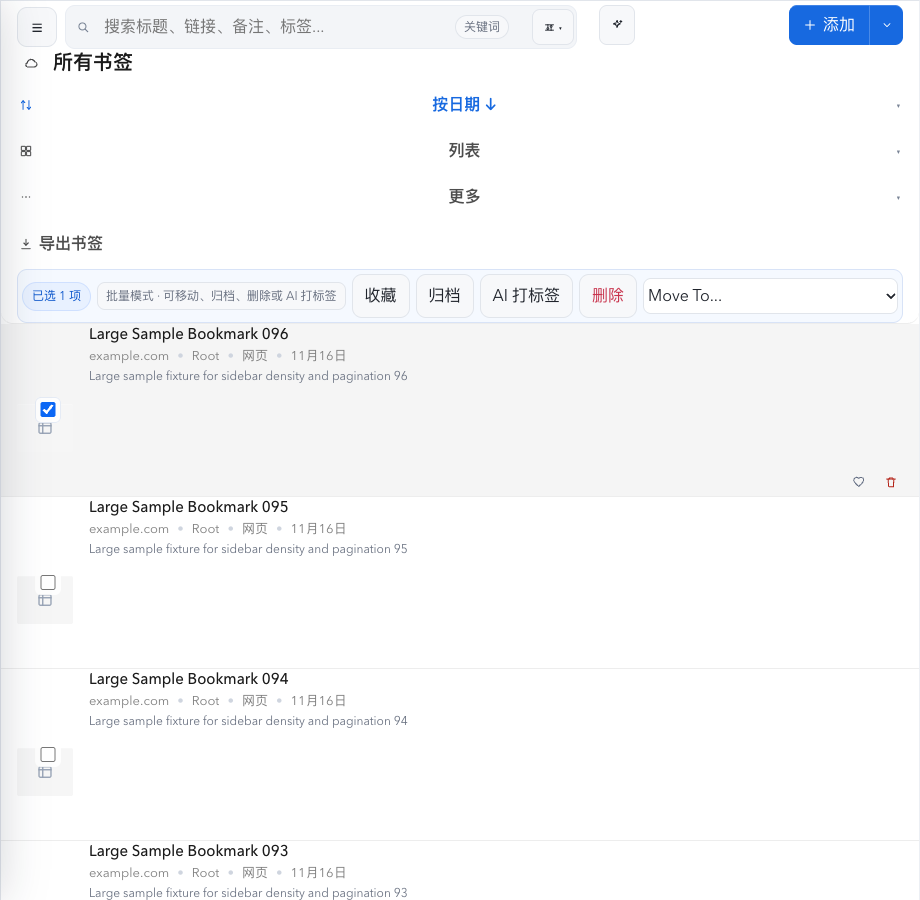 搜索标题、链接、备注、标签... 关键词
+ 添加
所有书签
按日期 ↓
列表
更多
导出书签
已选 1 项 批量模式 · 可移动、归档、删除或 AI 打标签 收藏 归档 AI 打标签 删除 Move To...
Large Sample Bookmark 096
example.com • Root • 网页 • 11月16日
Large sample fixture for sidebar density and pagination 96
Large Sample Bookmark 095
example.com • Root • 网页 • 11月16日
Large sample fixture for sidebar density and pagination 95
Large Sample Bookmark 094
example.com • Root • 网页 • 11月16日
Large sample fixture for sidebar density and pagination 94
Large Sample Bookmark 093
example.com • Root • 网页 • 11月16日
Large sample fixture for sidebar density and pagination 93